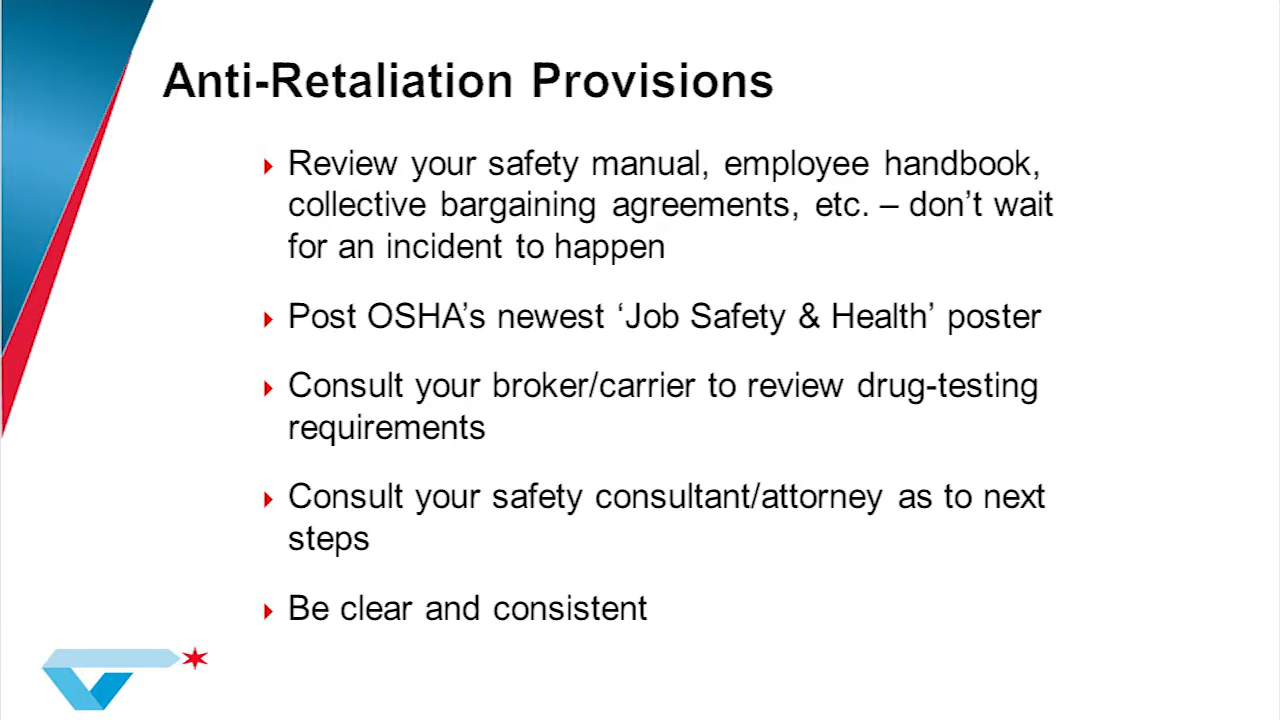 Anti-Retaliation Provisions
Review your safety manual, employee handbook,
collective bargaining agreements, etc. – don’t wait
for an incident to happen
Post OSHA’s newest ‘Job Safety & Health’ poster
Consult your broker/carrier to review drug-testing
requirements
Consult your safety consultant/attorney as to next
steps
Be clear and consistent